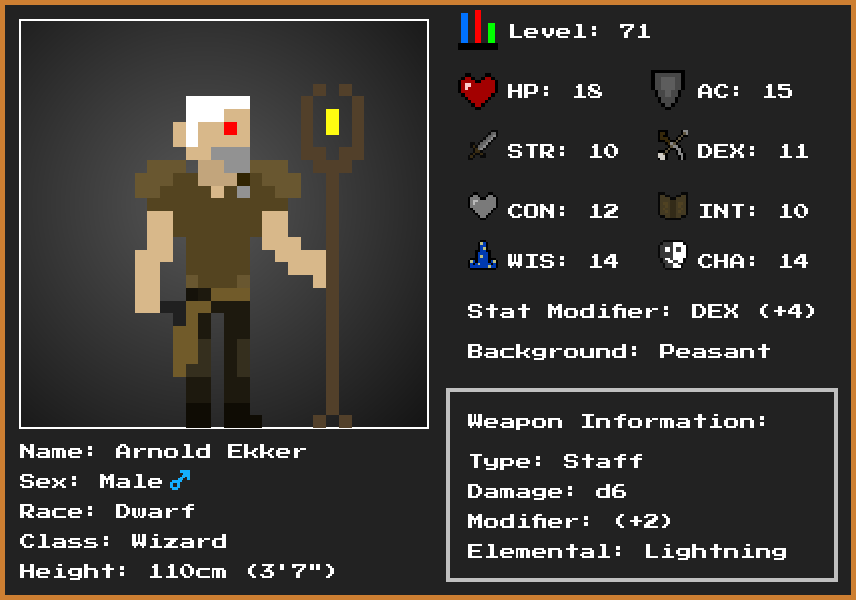 Level: 71
HP: 18 AC: 15
STR: 10 DEX: 11
CON: 12 INT: 10
WIS: 14 CHA: 14
Stat Modifier: DEX (+4)
Background: Peasant
Weapon Information:
Type: Staff
Damage: d6
Modifier: (+2)
Elemental: Lightning
Name: Arnold Ekker
Sex: Male ♂
Race: Dwarf
Class: Wizard
Height: 110cm (3'7")